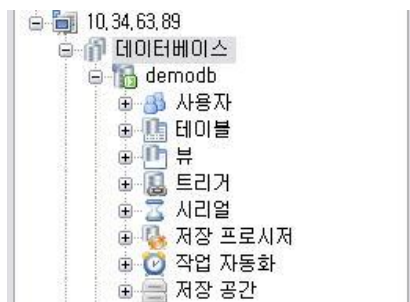 10,34,63,89
데이터베이스
demodb
사용자
테이블
뷰
트리거
시리얼
저장 프로시저
작업 자동화
저장 공간